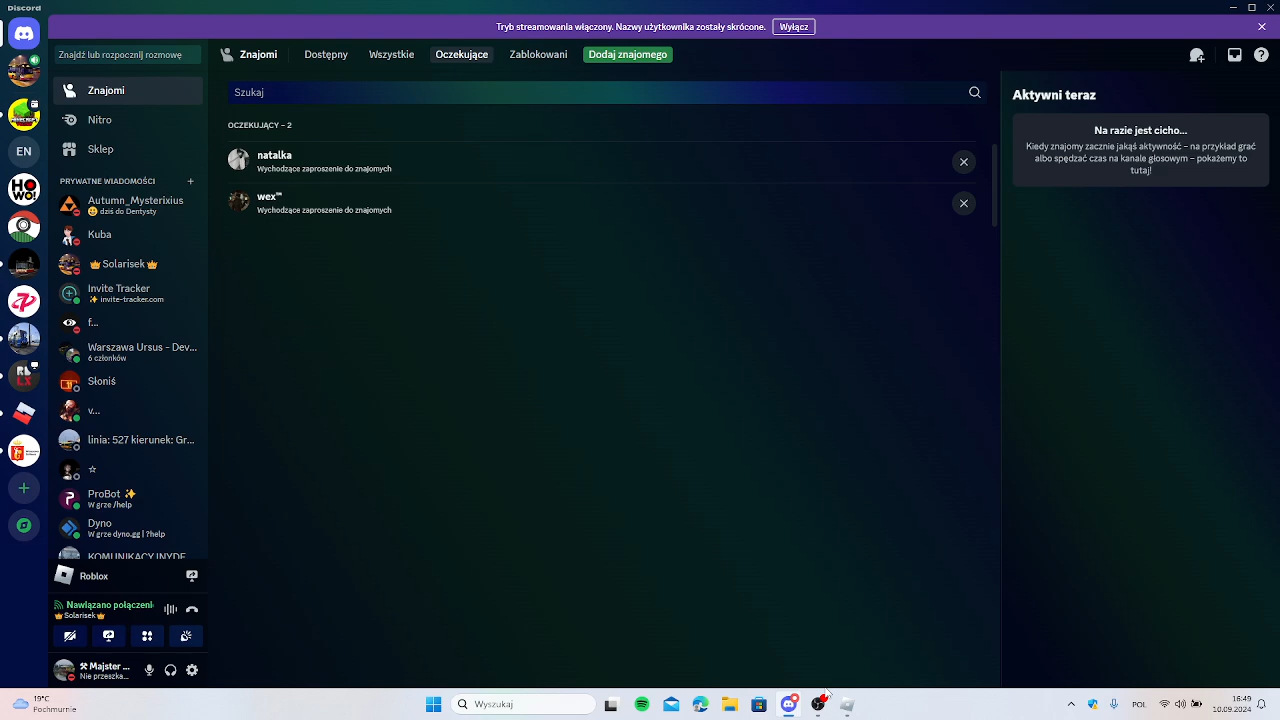 Discord
Tryb streamowania włączony. Nazwy użytkownika zostały skrócone.
Wyłącz
Znajdź lub rozpocznij rozmowę
Znajomi
Dostępny
Wszystkie
Oczekujące
Zablokowani
Dodaj znajomego
Znajomi
Nitro
Sklep
PRYWATNE WIADOMOŚCI
Autumn_Mysterixius
dziś do Dentysty
Kuba
Solarisek
Invite Tracker
invite-tracker.com
f...
Warszawa Ursus – Dev...
6 członków
Słoniś
v...
linia: 527 kierunek: Gr...
☆
ProBot ✨
W grze /help
Dyno
W grze dyno.gg | ?help
KOMUNIKACYJNYDE
EN
HOWO!
Szukaj
OCZEKUJĄCY – 2
natalka
Wychodzące zaproszenie do znajomych
wex™
Wychodzące zaproszenie do znajomych
Aktywni teraz
Na razie jest cicho...
Kiedy znajomy zacznie jakąś aktywność – na przykład grać
albo spędzać czas na kanale głosowym – pokażemy to
tutaj!
Roblox
Nawiązano połączeni
Solarisek
Majster ...
Nie przeszka...
19°C
Pochmurnie
Wyszukaj
POL
16:49
10.09.2024